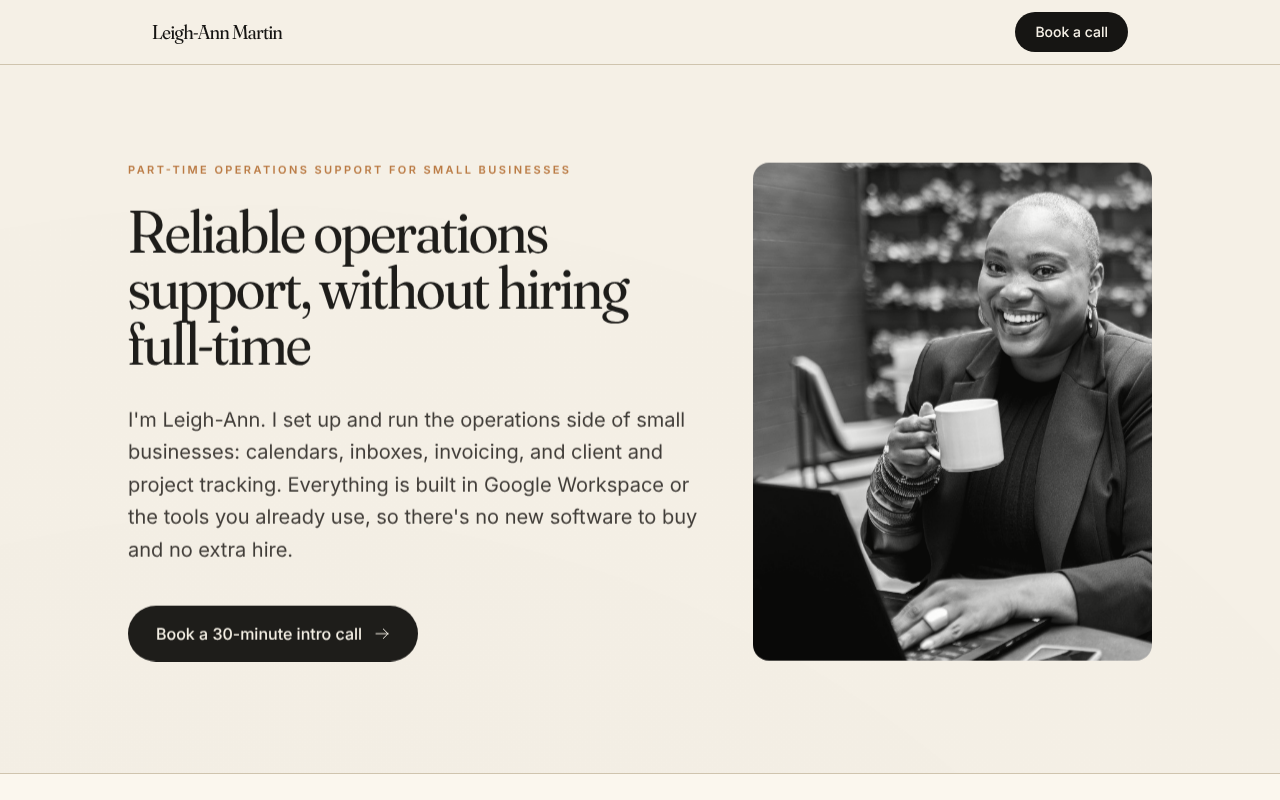 Leigh-Ann Martin
Book a call
PART-TIME OPERATIONS SUPPORT FOR SMALL BUSINESSES
Reliable operations
support, without hiring
full-time
I'm Leigh-Ann. I set up and run the operations side of small
businesses: calendars, inboxes, invoicing, and client and
project tracking. Everything is built in Google Workspace or
the tools you already use, so there's no new software to buy
and no extra hire.
Book a 30-minute intro call →